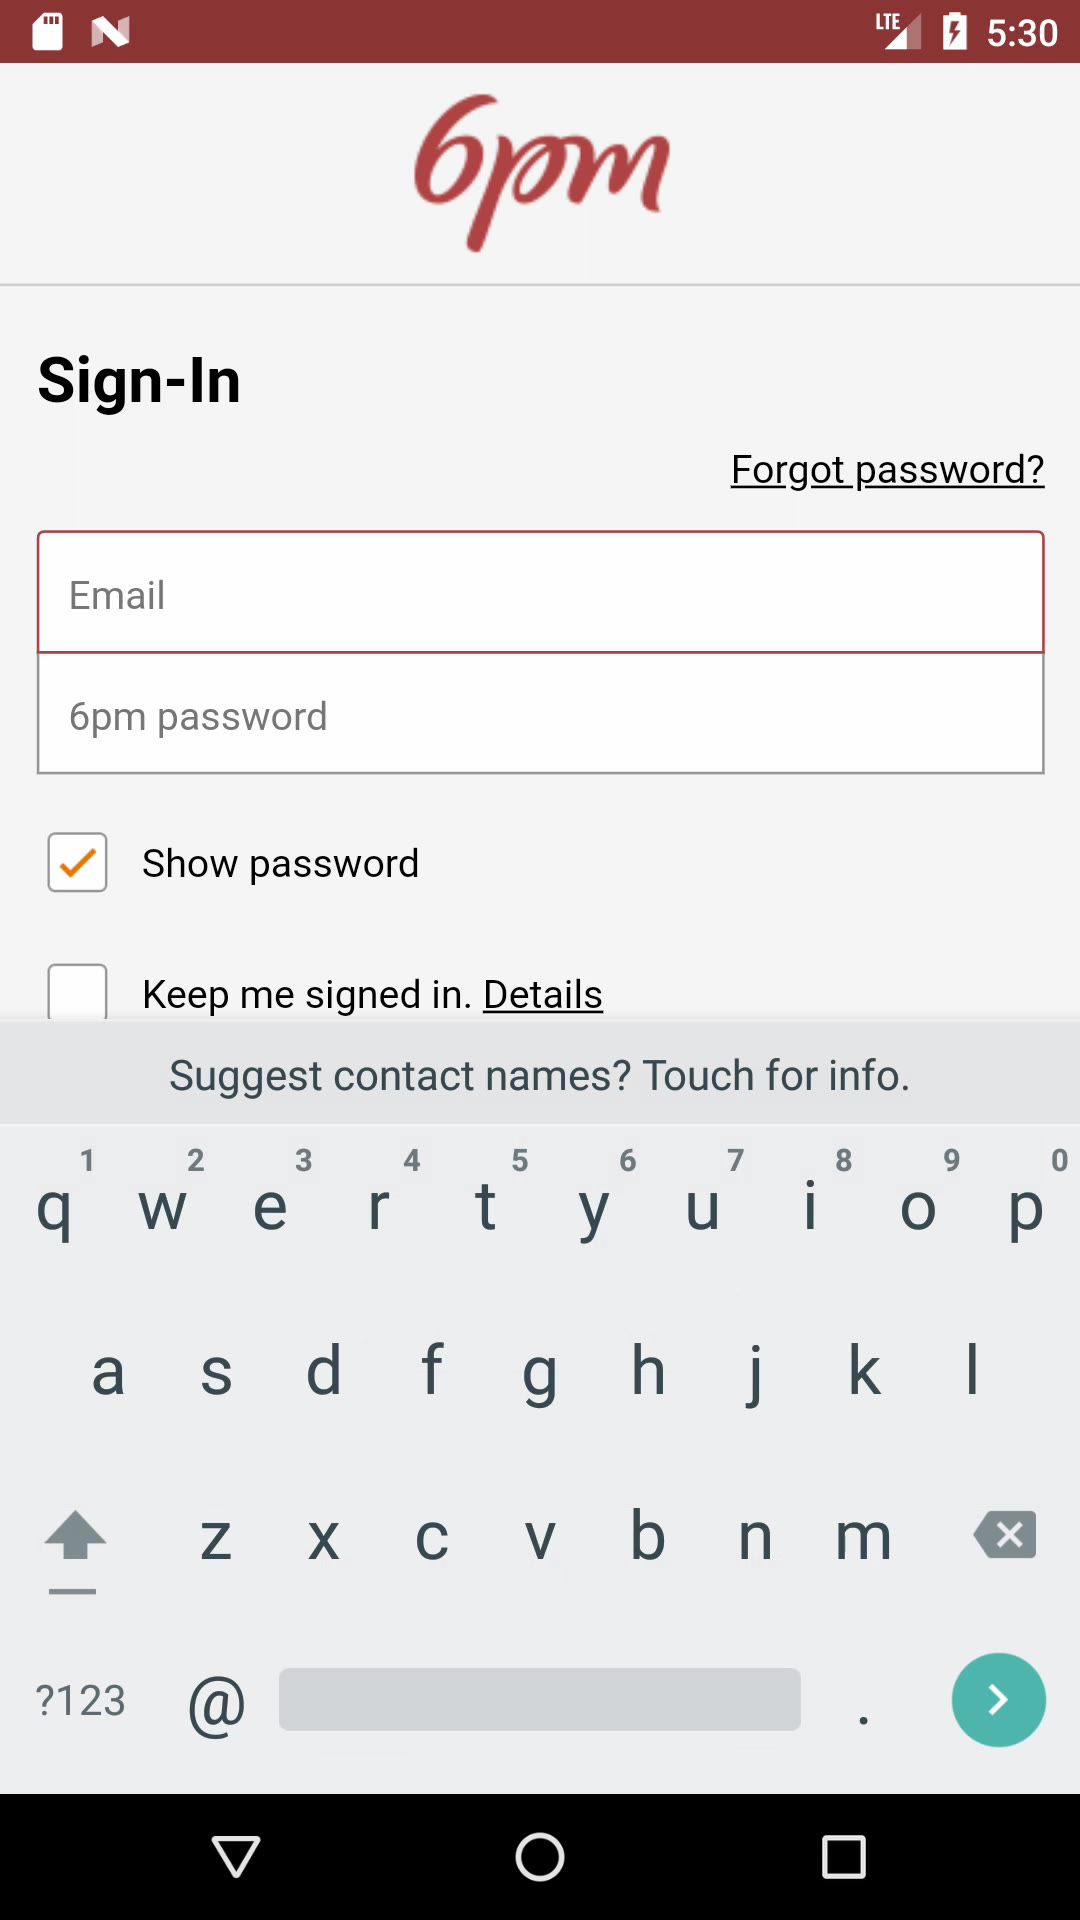 LTE 5:30
6pm
Sign-In
Forgot password?
Email
6pm password
Show password
Keep me signed in. Details
Suggest contact names? Touch for info.
1 2 3 4 5 6 7 8 9 0
q w e r t y u i o p
a s d f g h j k l
z x c v b n m
?123 @ .